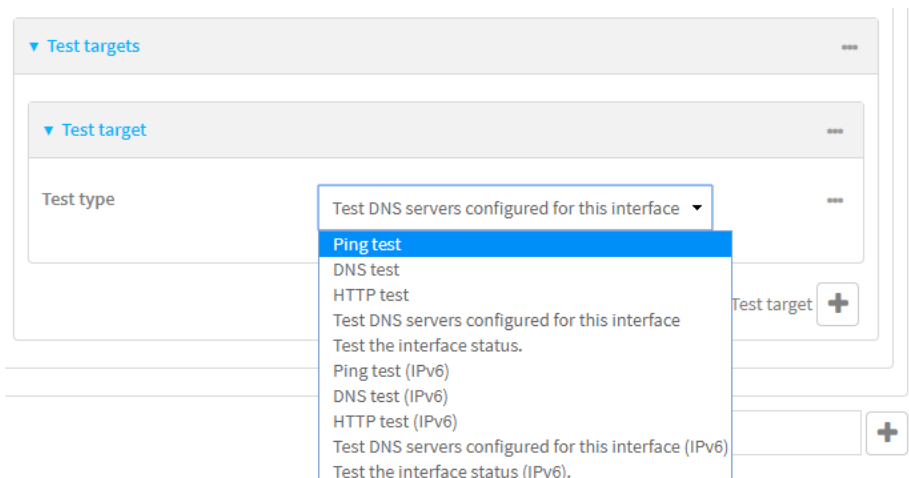 Test targets
Test target
Test type
Test DNS servers configured for this interface
Ping test
DNS test
HTTP test
Test DNS servers configured for this interface
Test target
Test the interface status.
Ping test (IPv6)
DNS test (IPv6)
HTTP test (IPv6)
Test DNS servers configured for this interface (IPv6)
Test the interface status (IPv6).